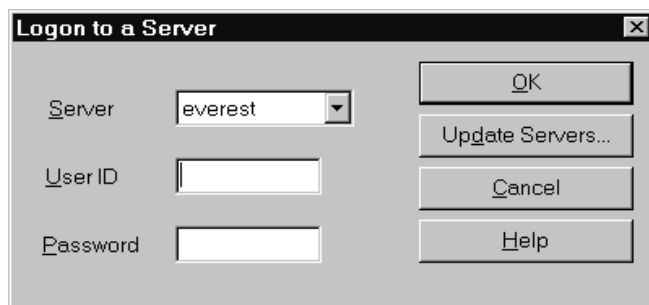 Logon to a Server
Server
everest
User ID
Password
OK
Update Servers...
Cancel
Help